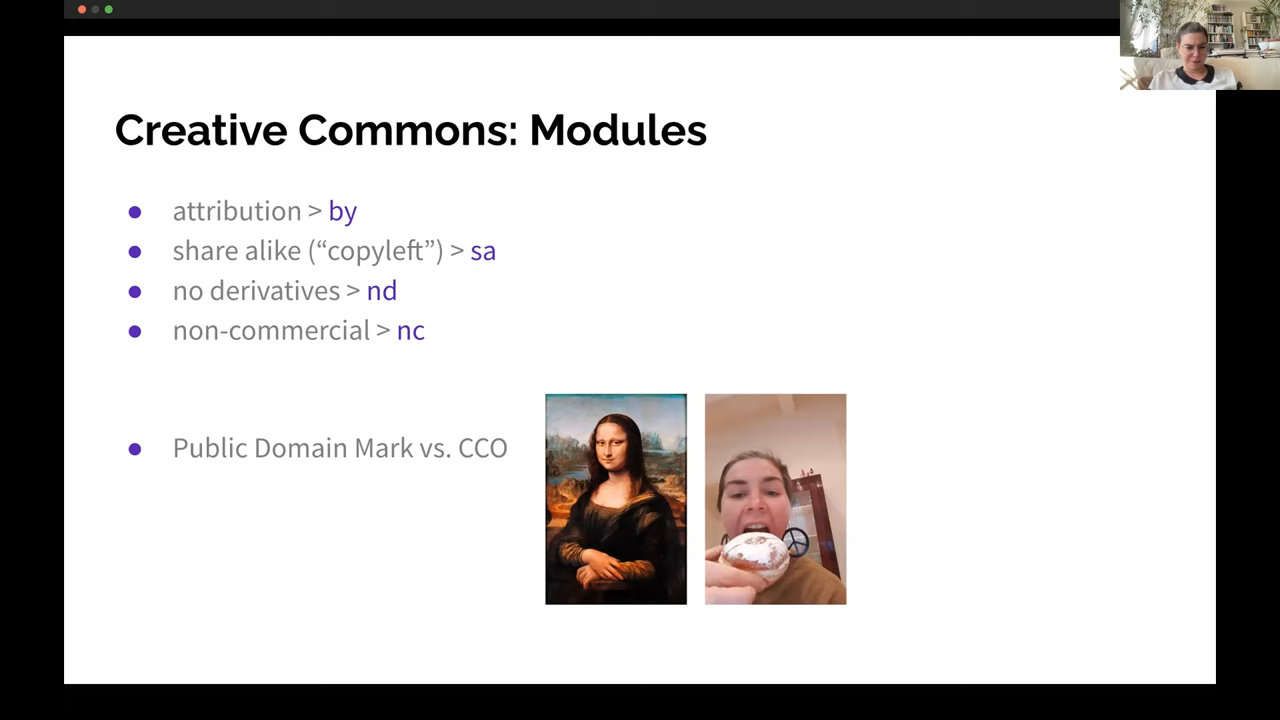 Creative Commons: Modules
● attribution > by
● share alike (“copyleft”) > sa
● no derivatives > nd
● non-commercial > nc
● Public Domain Mark vs. CCO